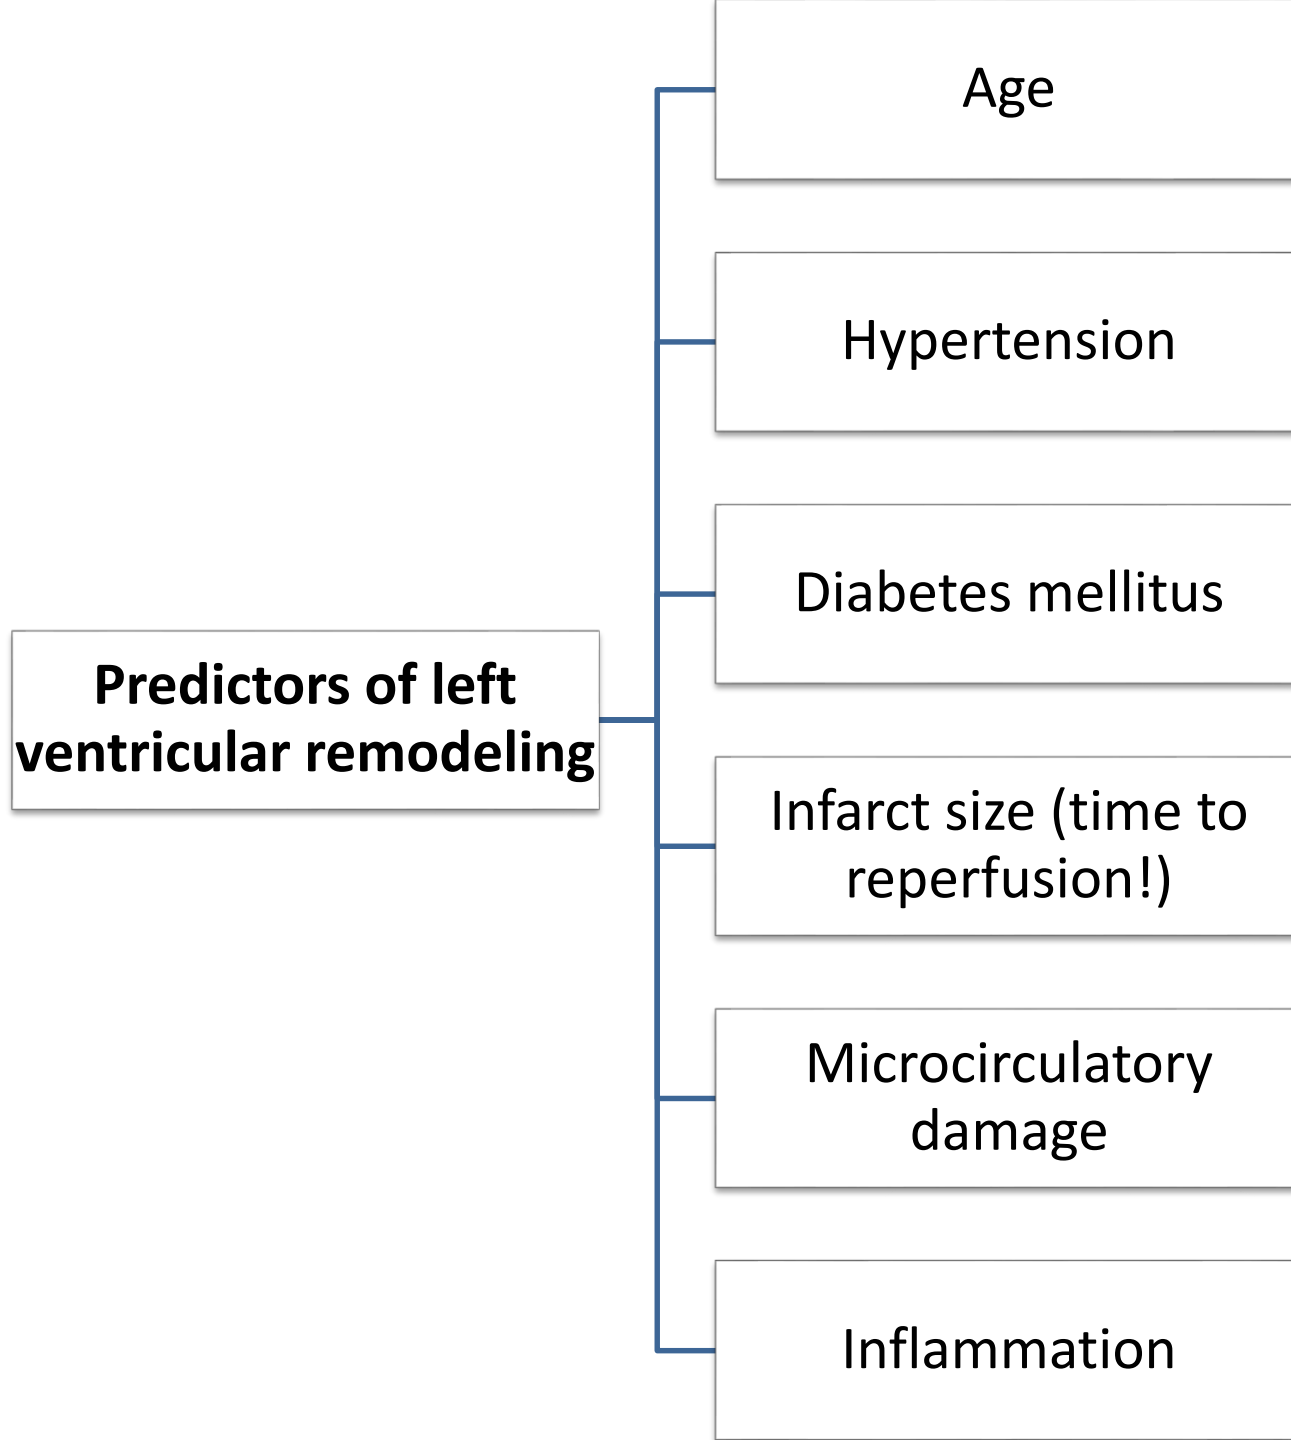 Age
Hypertension
Diabetes mellitus
Predictors of left
ventricular remodeling
Infarct size (time to
reperfusion!)
Microcirculatory
damage
Inflammation